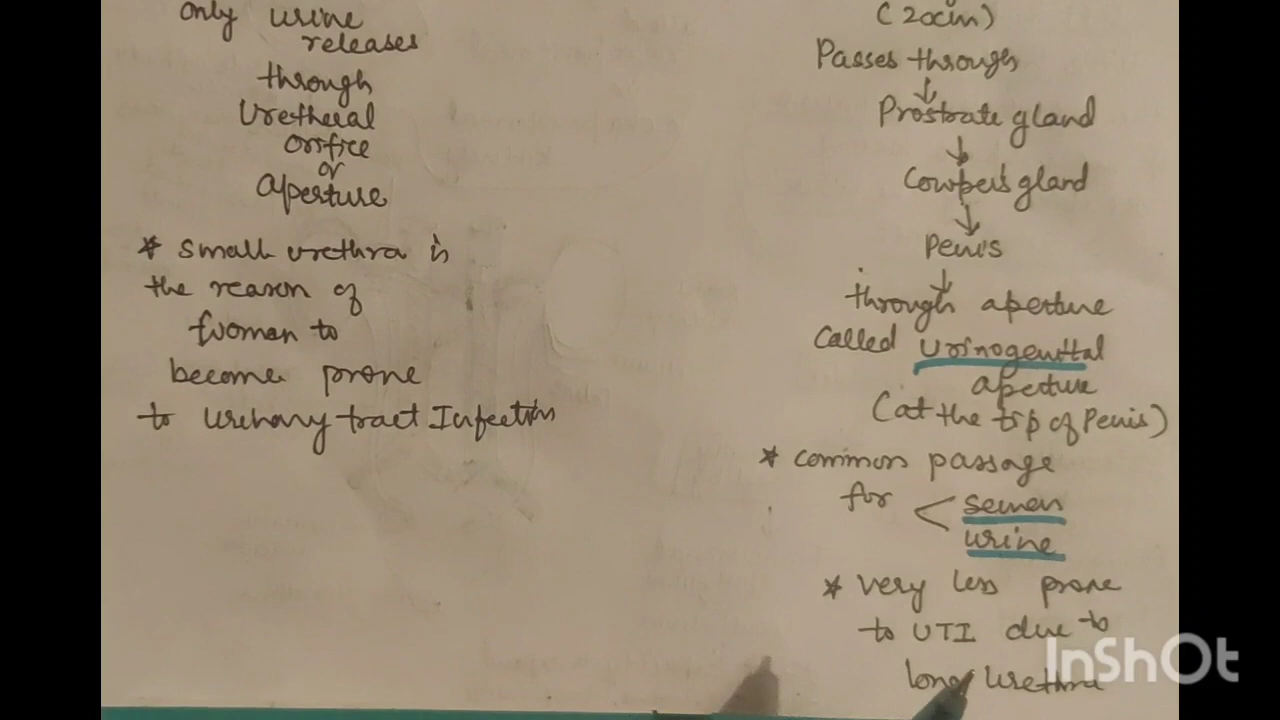 only urine
releases
through
Uretheral
orifice
or
aperture
* small urethra is
the reason of
women to
become prone
to urinary tract Infection
(20cm)
Passes through
↓
Prostrate gland
↓
Cowper's gland
↓
Penis
↓
through aperture
called urinogenital
aperture
(at the tip of Penis)
* common passage
for < semen
urine
* very less prone
to UTI due to
long urethra
InShOt